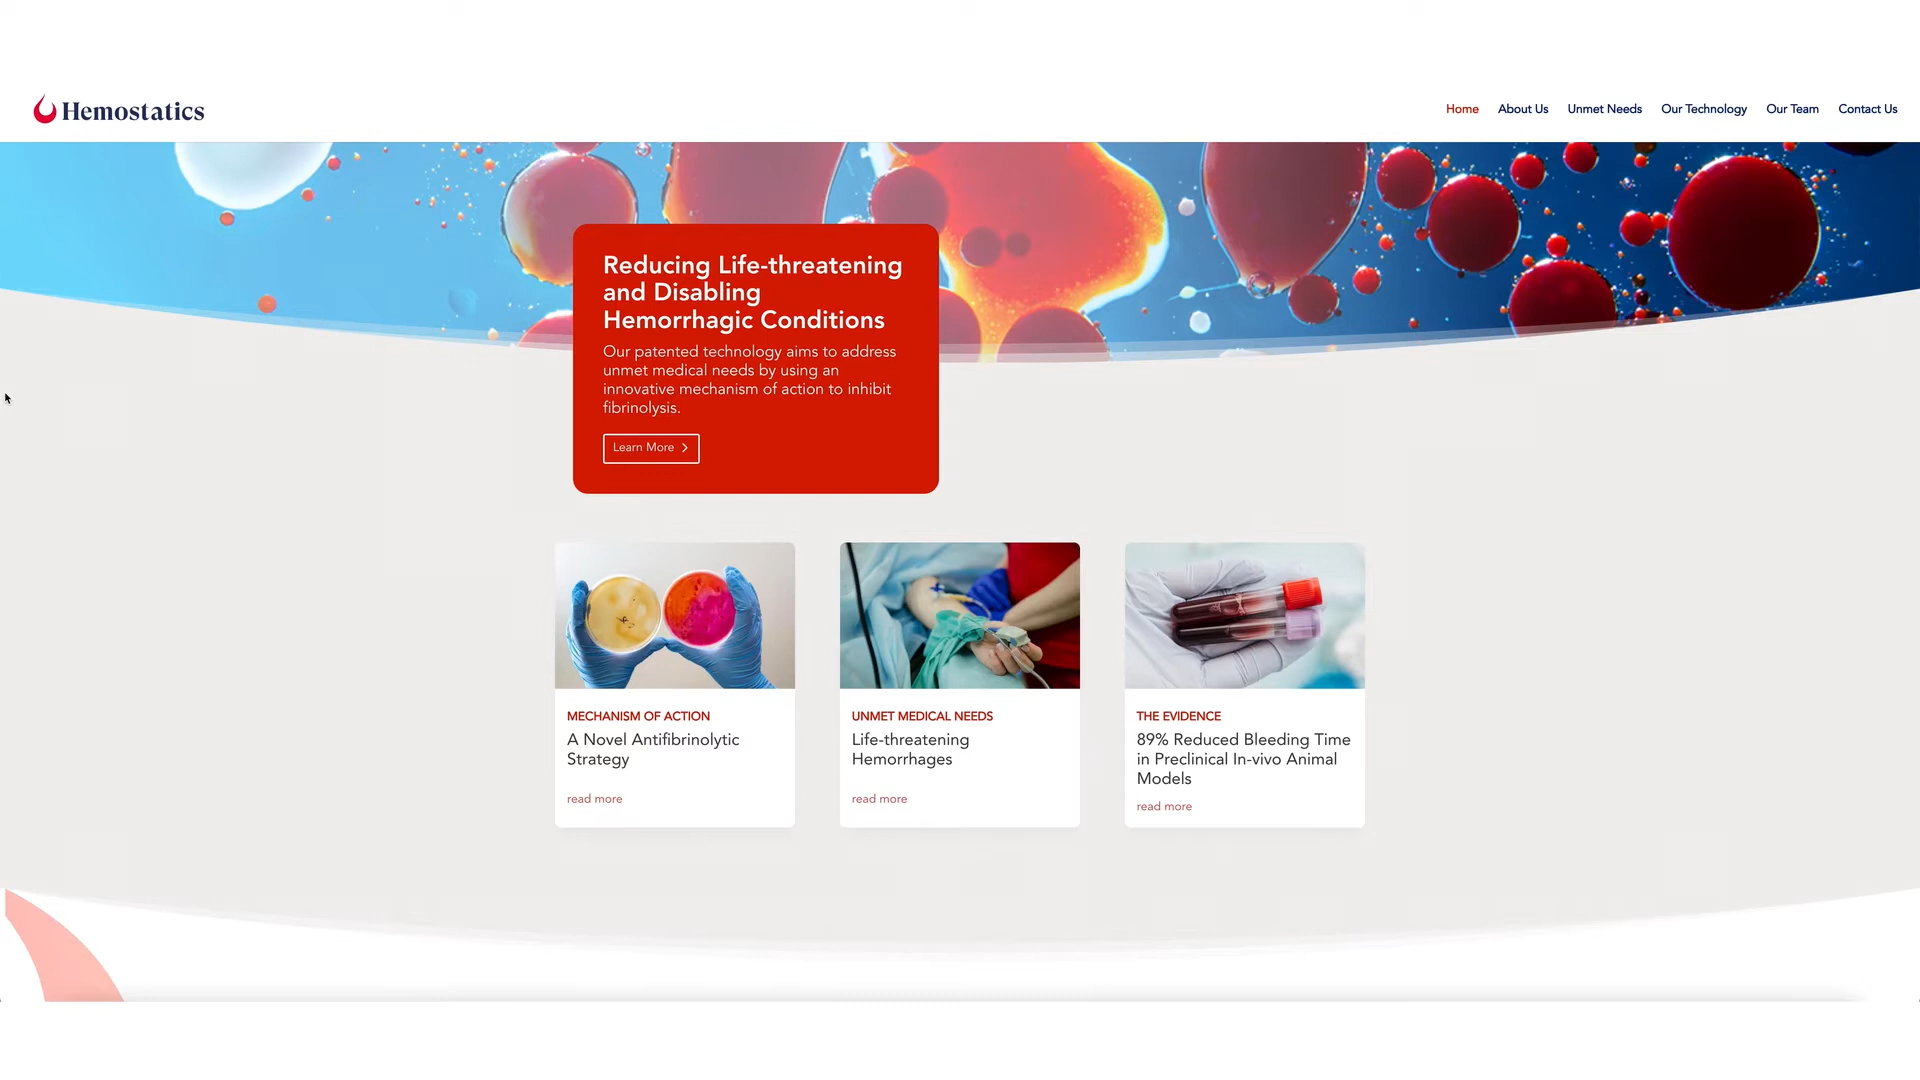 Hemostatics
Home
About Us
Unmet Needs
Our Technology
Our Team
Contact Us
Reducing Life-threatening
and Disabling
Hemorrhagic Conditions
Our patented technology aims to address
unmet medical needs by using an
innovative mechanism of action to inhibit
fibrinolysis.
Learn More
MECHANISM OF ACTION
A Novel Antifibrinolytic
Strategy
read more
UNMET MEDICAL NEEDS
Life-threatening
Hemorrhages
read more
THE EVIDENCE
89% Reduced Bleeding Time
in Preclinical In-vivo Animal
Models
read more